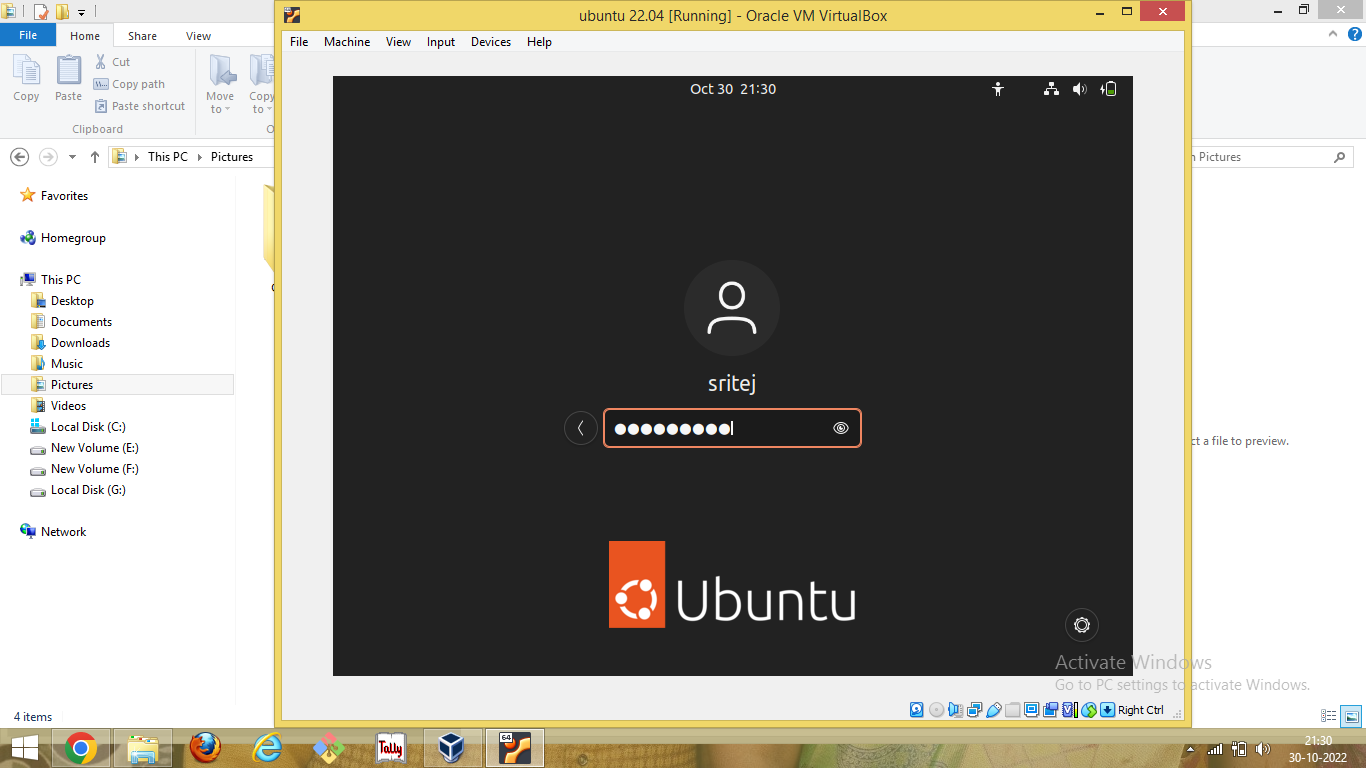 ubuntu 22.04 [Running] - Oracle VM VirtualBox
File Machine View Input Devices Help
File Home Share View
Copy
Paste
Cut
Copy path
Paste shortcut
Move to
Copy to
Clipboard
This PC Pictures
Pictures
Favorites
Homegroup
This PC
Desktop
Documents
Downloads
Music
Pictures
Videos
Local Disk (C:)
New Volume (E:)
New Volume (F:)
Local Disk (G:)
Network
4 items
Oct 30 21:30
sritej
Ubuntu
a file to preview.
Activate Windows
Go to PC settings to activate Windows.
Right Ctrl
Tally
64
21:30
30-10-2022